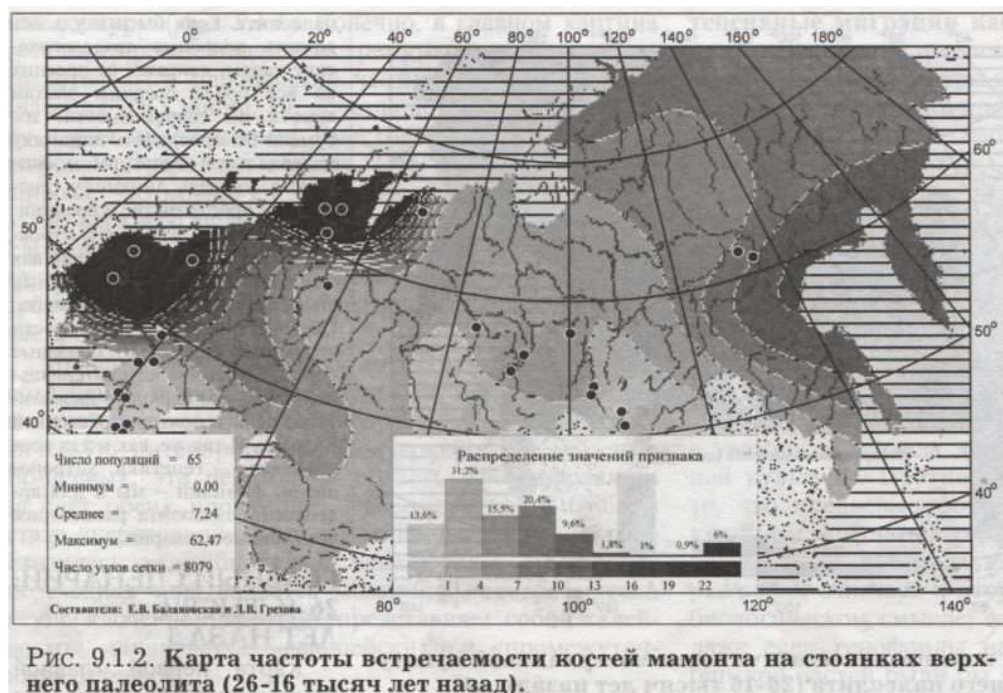 0° 20° 40° 60° 80° 100° 120° 140° 160° 180°
60°
50°
50°
40°
40°
Число популяций = 65
Минимум = 0,00
Среднее = 7,24
Максимум = 62,47
Число узлов сетки = 8079
Распределение значений признака
13,6% 31,2% 15,5% 20,4% 9,6% 1,8% 1% 0,9% 6%
1 4 7 10 13 16 19 22
Составители: Е.В. Балановская и Л.В. Грехова
80° 100° 120° 140°
Рис. 9.1.2. Карта частоты встречаемости костей мамонта на стоянках верх-
него палеолита (26-16 тысяч лет назад).